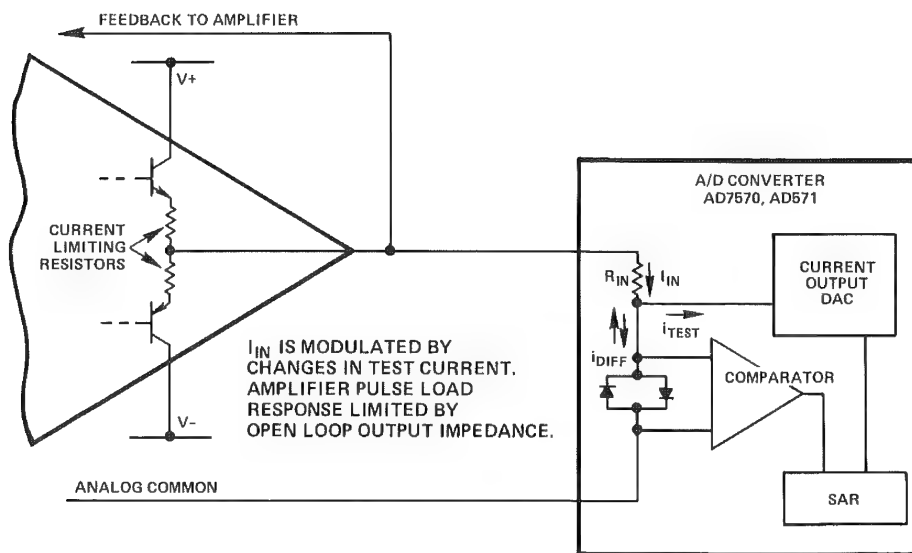 FEEDBACK TO AMPLIFIER
V+
CURRENT
LIMITING
RESISTORS
V-
I_IN IS MODULATED BY
CHANGES IN TEST CURRENT.
AMPLIFIER PULSE LOAD
RESPONSE LIMITED BY
OPEN LOOP OUTPUT IMPEDANCE.
ANALOG COMMON
A/D CONVERTER
AD7570, AD571
R_IN
I_IN
i_TEST
i_DIFF
CURRENT
OUTPUT
DAC
COMPARATOR
SAR